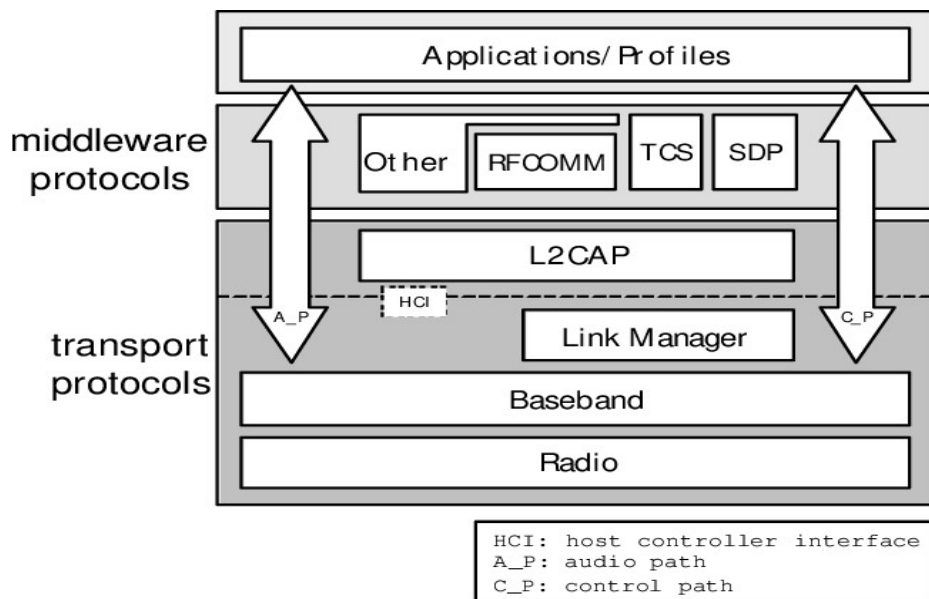 Applications/Profiles
middleware
protocols
Other
RFCOMM
TCS
SDP
L2CAP
HCI
A_P
C_P
transport
protocols
Link Manager
Baseband
Radio
HCI: host controller interface
A_P: audio path
C_P: control path